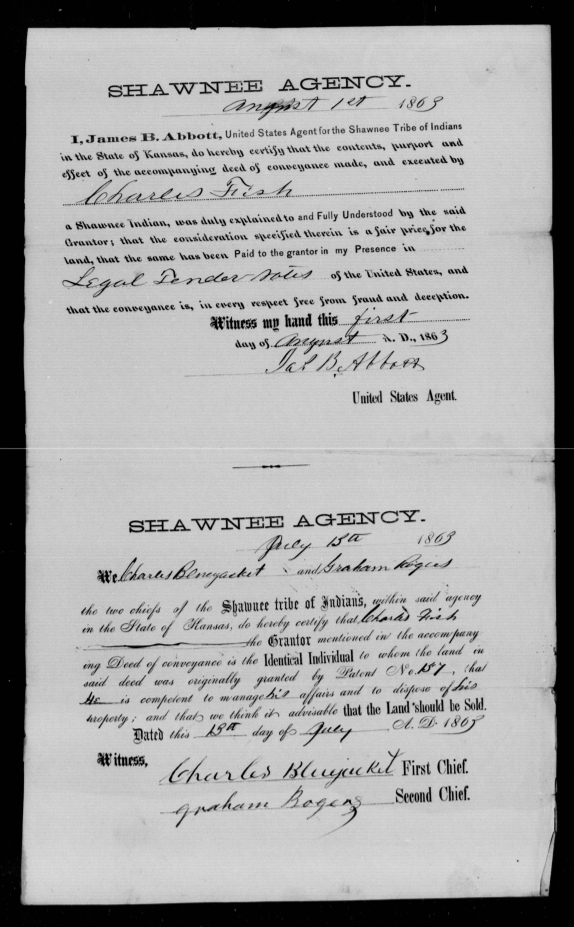 SHAWNEE AGENCY.
August 1st 1863
I, James B. Abbott, United States Agent for the Shawnee Tribe of Indians
in the State of Kansas, do hereby certify that the contents, purport and
effect of the accompanying deed of conveyance made, and executed by
Charles Fish
a Shawnee Indian, was duly explained to and Fully Understood by the said
Grantor; that the consideration specified therein is a fair price for the
land, that the same has been Paid to the grantor in my Presence in
Legal Tender Notes of the United States, and
that the conveyance is, in every respect free from fraud and deception.
Witness my hand this first
day of August A. D., 1863
Jas B. Abbott
United States Agent.
SHAWNEE AGENCY.
July 13th 1863
We Charles Bluejacket and Graham Rogers
the two chiefs of the Shawnee tribe of Indians, within said agency
in the State of Kansas, do hereby certify that, Charles Fish
the Grantor mentioned in the accompany
ing Deed of conveyance is the Identical Individual to whom the land in
said deed was originally granted by Patent No 157, that
He is competent to manage his affairs and to dispose of his
property; and that we think it advisable that the Land should be Sold.
Dated this 13th day of July A. D. 1863
Witness,
Charles Bluejacket First Chief.
Graham Rogers Second Chief.